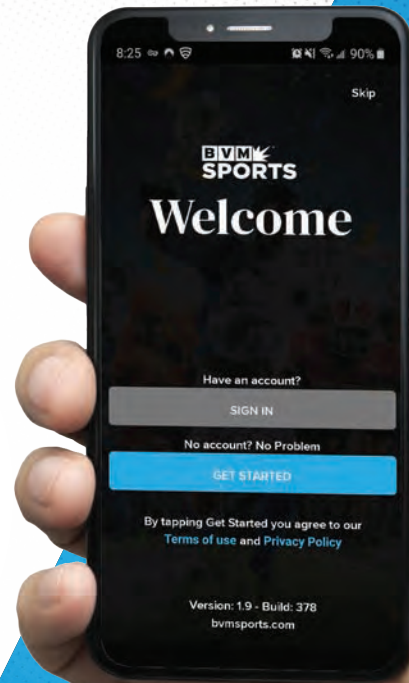 8:25
90%
Skip
BVM
SPORTS
Welcome
Have an account?
SIGN IN
No account? No Problem
GET STARTED
By tapping Get Started you agree to our
Terms of use and Privacy Policy
Version: 1.9 - Build: 378
bvmsports.com